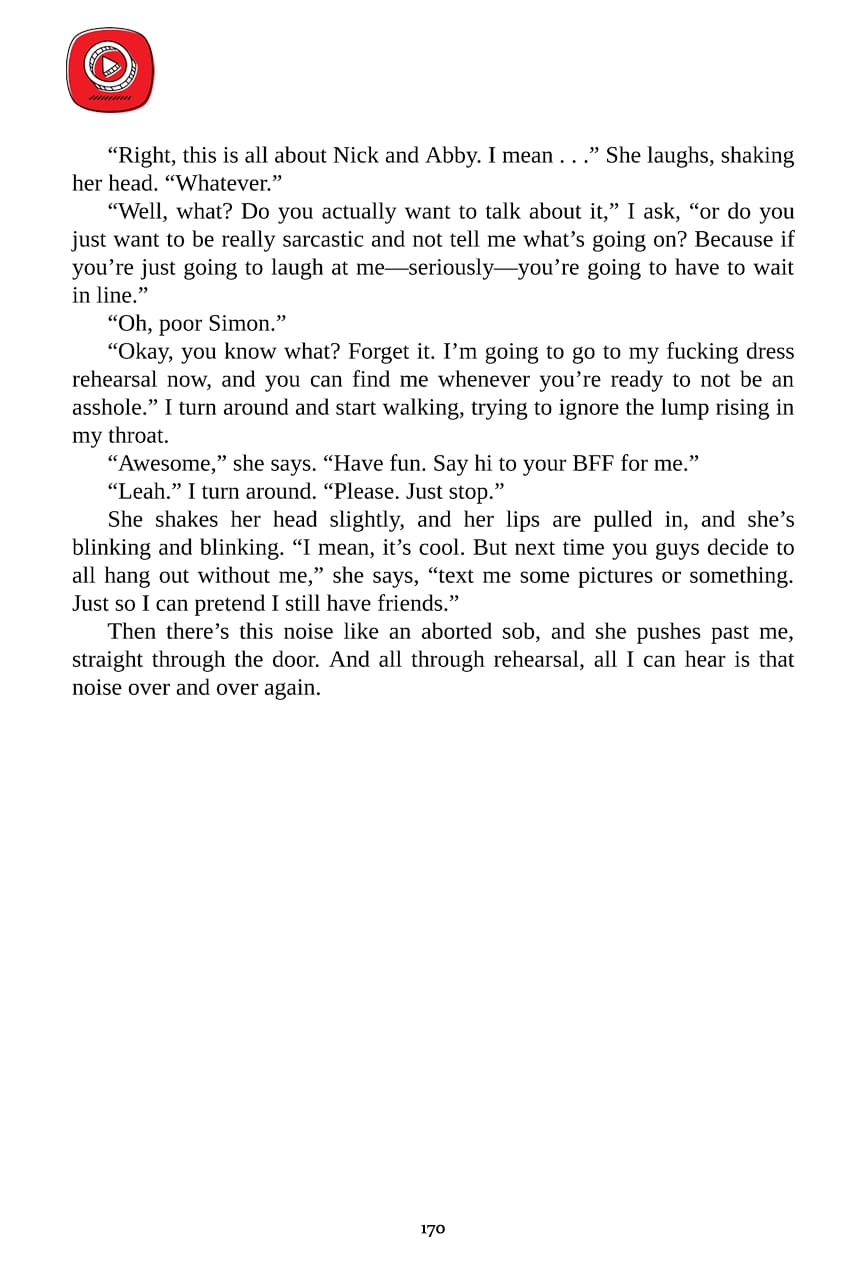 “Right, this is all about Nick and Abby. I mean . . .” She laughs, shaking
her head. “Whatever.”
“Well, what? Do you actually want to talk about it,” I ask, “or do you
just want to be really sarcastic and not tell me what’s going on? Because if
you’re just going to laugh at me—seriously—you’re going to have to wait
in line.”
“Oh, poor Simon.”
“Okay, you know what? Forget it. I’m going to go to my fucking dress
rehearsal now, and you can find me whenever you’re ready to not be an
asshole.” I turn around and start walking, trying to ignore the lump rising in
my throat.
“Awesome,” she says. “Have fun. Say hi to your BFF for me.”
“Leah.” I turn around. “Please. Just stop.”
She shakes her head slightly, and her lips are pulled in, and she’s
blinking and blinking. “I mean, it’s cool. But next time you guys decide to
all hang out without me,” she says, “text me some pictures or something.
Just so I can pretend I still have friends.”
Then there’s this noise like an aborted sob, and she pushes past me,
straight through the door. And all through rehearsal, all I can hear is that
noise over and over again.
170